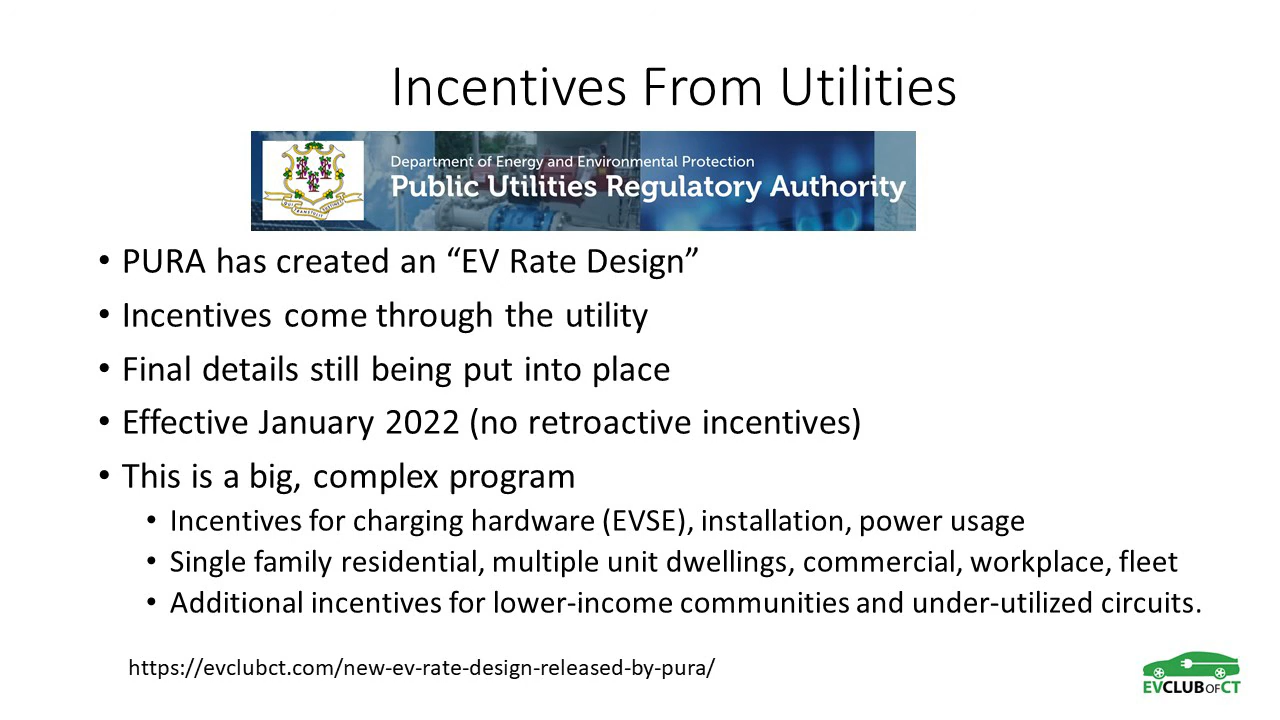 Incentives From Utilities
Department of Energy and Environmental Protection
Public Utilities Regulatory Authority
• PURA has created an “EV Rate Design”
• Incentives come through the utility
• Final details still being put into place
• Effective January 2022 (no retroactive incentives)
• This is a big, complex program
• Incentives for charging hardware (EVSE), installation, power usage
• Single family residential, multiple unit dwellings, commercial, workplace, fleet
• Additional incentives for lower-income communities and under-utilized circuits.
https://evclubct.com/new-ev-rate-design-released-by-pura/
EVCLUBOFCT